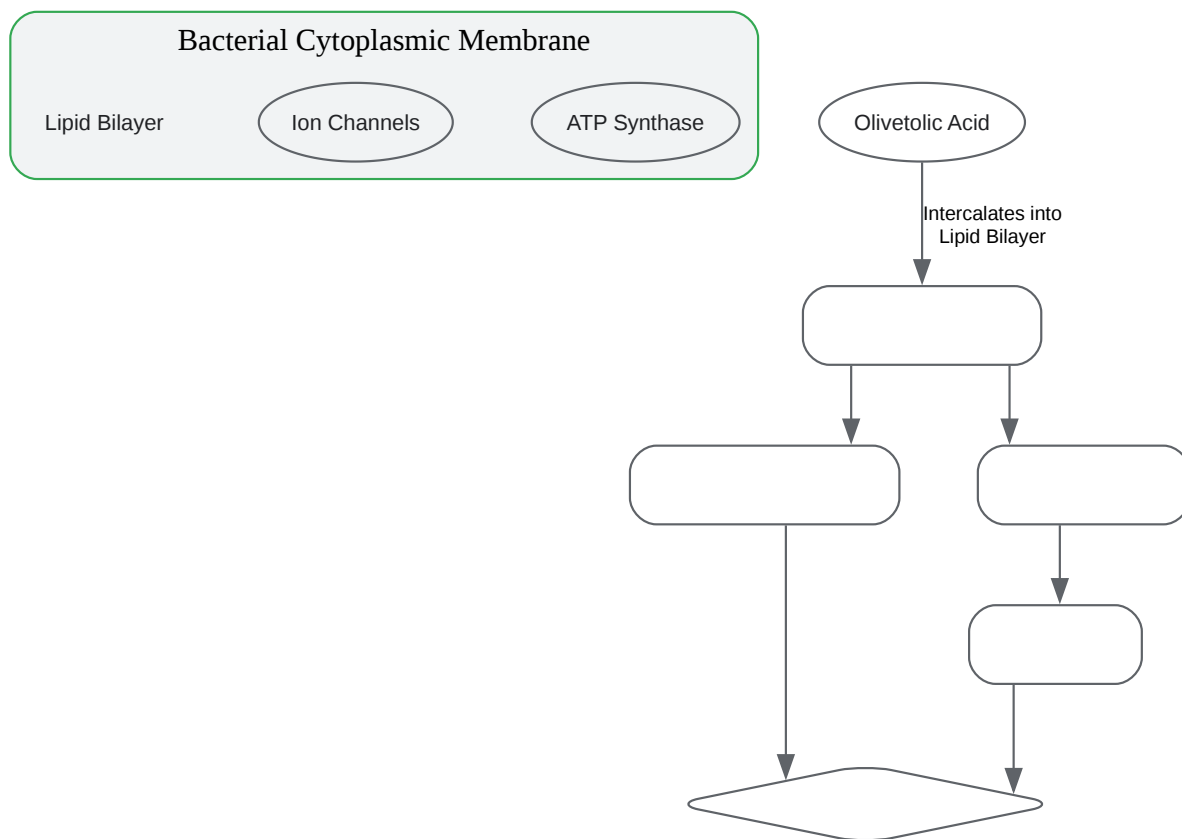 Bacterial Cytoplasmic Membrane
Lipid Bilayer
Ion Channels
ATP Synthase
Olivetolic Acid
Intercalates into
Lipid Bilayer